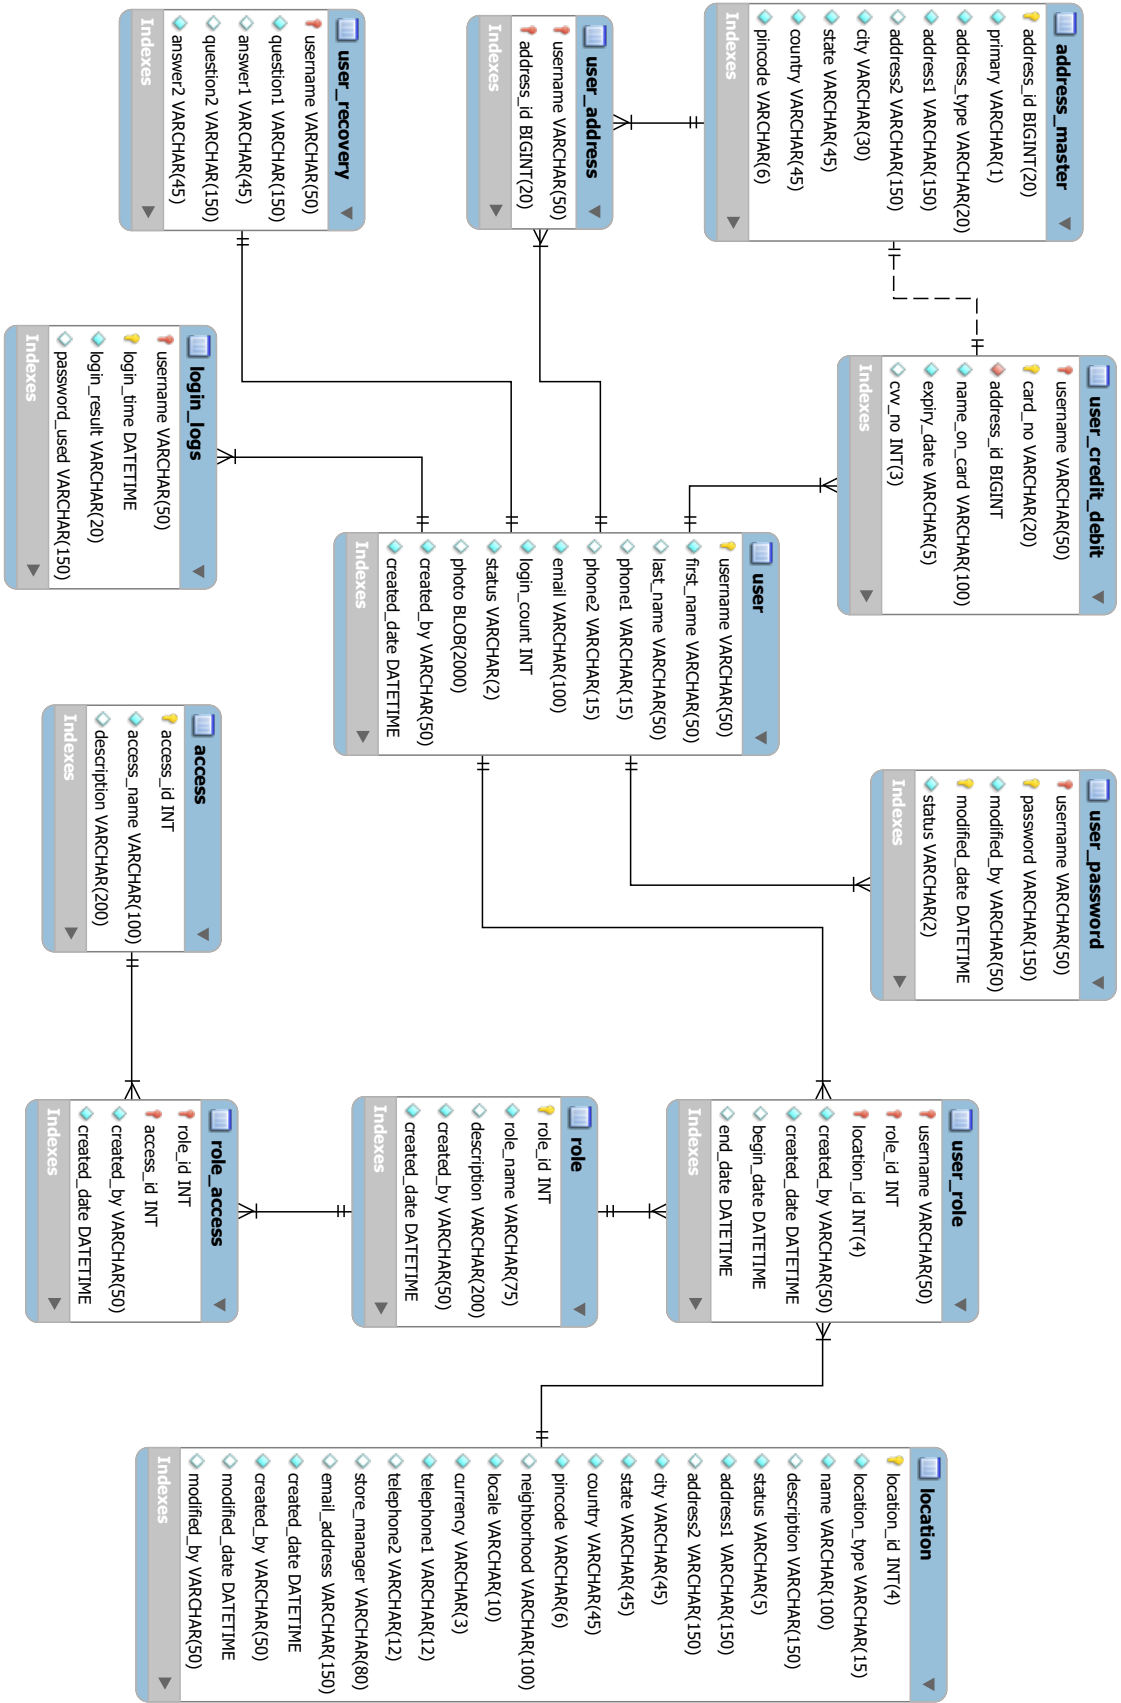 address_master
address_id BIGINT(20)
primary VARCHAR(1)
address_type VARCHAR(20)
address1 VARCHAR(150)
address2 VARCHAR(150)
city VARCHAR(30)
state VARCHAR(45)
country VARCHAR(45)
pincode VARCHAR(6)
Indexes
user_credit_debit
username VARCHAR(50)
card_no VARCHAR(20)
address_id BIGINT
name_on_card VARCHAR(100)
expiry_date VARCHAR(5)
cvv_no INT(3)
Indexes
user_password
username VARCHAR(50)
password VARCHAR(150)
modified_by VARCHAR(50)
modified_date DATETIME
status VARCHAR(2)
Indexes
user_address
username VARCHAR(50)
address_id BIGINT(20)
Indexes
user
username VARCHAR(50)
first_name VARCHAR(50)
last_name VARCHAR(50)
phone1 VARCHAR(15)
phone2 VARCHAR(15)
email VARCHAR(100)
login_count INT
status VARCHAR(2)
photo BLOB(2000)
created_by VARCHAR(50)
created_date DATETIME
Indexes
user_role
username VARCHAR(50)
role_id INT
location_id INT(4)
created_by VARCHAR(50)
created_date DATETIME
begin_date DATETIME
end_date DATETIME
Indexes
location
location_id INT(4)
location_type VARCHAR(15)
name VARCHAR(100)
description VARCHAR(150)
status VARCHAR(5)
address1 VARCHAR(150)
address2 VARCHAR(150)
city VARCHAR(45)
state VARCHAR(45)
country VARCHAR(45)
pincode VARCHAR(6)
neighborhood VARCHAR(100)
locale VARCHAR(10)
currency VARCHAR(3)
telephone1 VARCHAR(12)
telephone2 VARCHAR(12)
store_manager VARCHAR(80)
email_address VARCHAR(150)
created_date DATETIME
created_by VARCHAR(50)
modified_date DATETIME
modified_by VARCHAR(50)
Indexes
user_recovery
username VARCHAR(50)
question1 VARCHAR(150)
answer1 VARCHAR(45)
question2 VARCHAR(150)
answer2 VARCHAR(45)
Indexes
role
role_id INT
role_name VARCHAR(75)
description VARCHAR(200)
created_by VARCHAR(50)
created_date DATETIME
Indexes
login_logs
username VARCHAR(50)
login_time DATETIME
login_result VARCHAR(20)
password_used VARCHAR(150)
Indexes
access
access_id INT
access_name VARCHAR(100)
description VARCHAR(200)
Indexes
role_access
role_id INT
access_id INT
created_by VARCHAR(50)
created_date DATETIME
Indexes